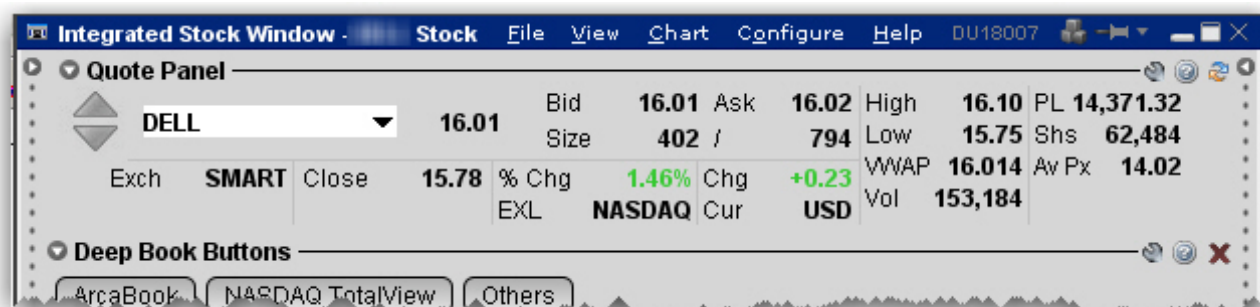 Integrated Stock Window - Stock File View Chart Configure Help DU18007
Quote Panel
DELL 16.01 Bid 16.01 Ask 16.02 High 16.10 PL 14,371.32
Size 402 / 794 Low 15.75 Shs 62,484
Exch SMART Close 15.78 % Chg 1.46% Chg +0.23 VWAP 16.014 Av Px 14.02
EXL NASDAQ Cur USD Vol 153,184
Deep Book Buttons
ArcaBook NASDAQ TotalView Others